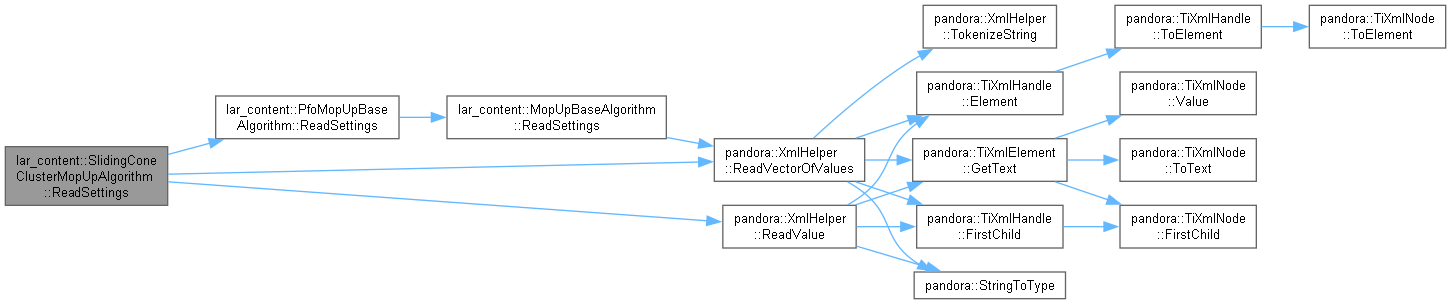 lar_content::SlidingCone
ClusterMopUpAlgorithm
::ReadSettings
lar_content::PfoMopUpBase
Algorithm::ReadSettings
lar_content::MopUpBaseAlgorithm
::ReadSettings
pandora::XmlHelper
::ReadVectorOfValues
pandora::XmlHelper
::ReadValue
pandora::XmlHelper
::TokenizeString
pandora::TiXmlHandle
::Element
pandora::TiXmlElement
::GetText
pandora::TiXmlHandle
::FirstChild
pandora::StringToType
pandora::TiXmlHandle
::ToElement
pandora::TiXmlNode
::Value
pandora::TiXmlNode
::ToText
pandora::TiXmlNode
::FirstChild
pandora::TiXmlNode
::ToElement